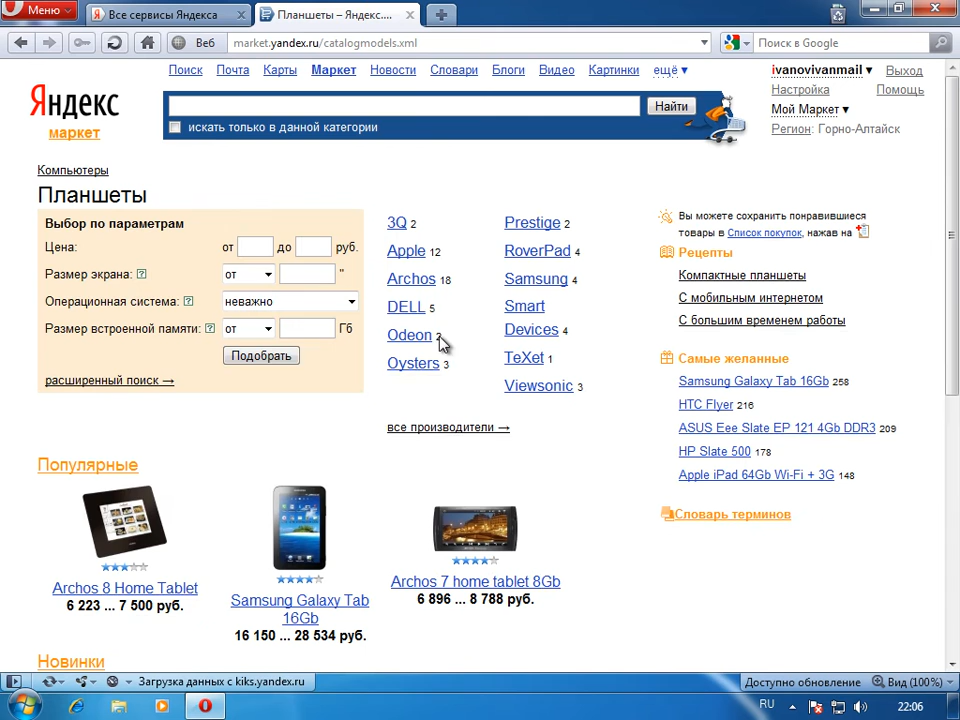 Меню
Все сервисы Яндекса
Планшеты – Яндекс....
Веб
market.yandex.ru/catalogmodels.xml
Поиск в Google
Поиск Почта Карты Маркет Новости Словари Блоги Видео Картинки ещё ▼
ivanovivanmail ▼ Выход
Настройка Помощь
Мой Маркет ▼
Регион: Горно-Алтайск
Яндекс
маркет
Найти
искать только в данной категории
Компьютеры
Планшеты
Выбор по параметрам
Цена: от до руб.
Размер экрана: ? от "
Операционная система: ? неважно
Размер встроенной памяти: ? от Гб
Подобрать
расширенный поиск →
3Q 2
Apple 12
Archos 18
DELL 5
Odeon 2
Oysters 3
Prestige 2
RoverPad 4
Samsung 4
Smart
Devices 4
TeXet 1
Viewsonic 3
все производители →
Вы можете сохранить понравившиеся
товары в Список покупок, нажав на
Рецепты
Компактные планшеты
С мобильным интернетом
С большим временем работы
Самые желанные
Samsung Galaxy Tab 16Gb 258
HTC Flyer 216
ASUS Eee Slate EP 121 4Gb DDR3 209
HP Slate 500 178
Apple iPad 64Gb Wi-Fi + 3G 148
Словарь терминов
Популярные
Archos 8 Home Tablet
6 223 ... 7 500 руб.
Samsung Galaxy Tab
16Gb
16 150 ... 28 534 руб.
Archos 7 home tablet 8Gb
6 896 ... 8 788 руб.
Новинки
Загрузка данных с kiks.yandex.ru
Доступно обновление
Вид (100%)
RU
22:06